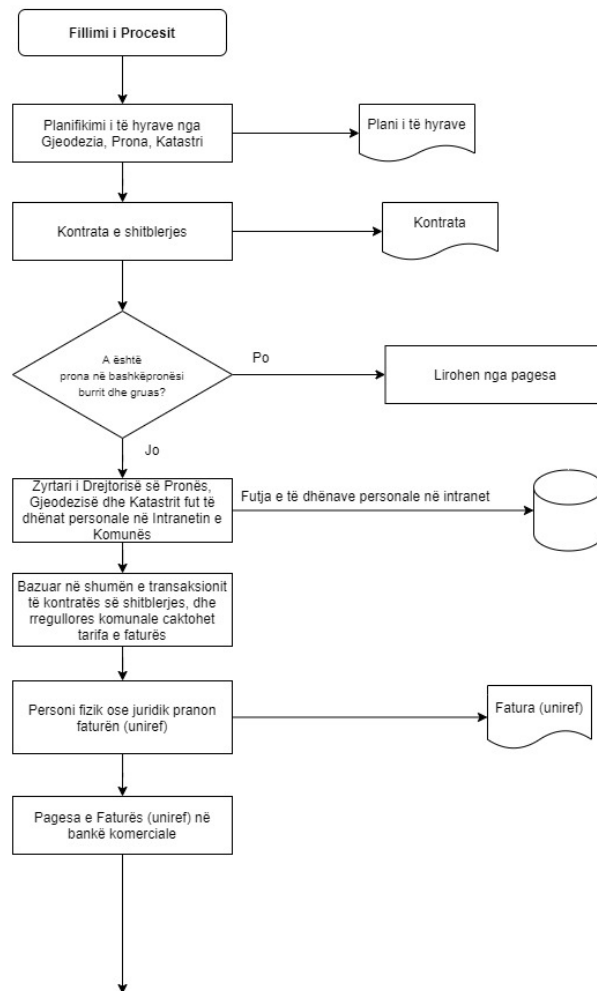 Fillimi i Procesit
Planifikimi i të hyrave nga
Gjeodezia, Prona, Katastri
Plani i të hyrave
Kontrata e shitblerjes
Kontrata
A është
prona në bashkëpronësi
burrit dhe gruas?
Po
Lirohen nga pagesa
Jo
Zyrtari i Drejtorisë së Pronës,
Gjeodezisë dhe Katastrit fut të
dhënat personale në Intranetin e
Komunës
Futja e të dhënave personale në intranet
Bazuar në shumën e transaksionit
të kontratës së shitblerjes, dhe
rregullores komunale caktohet
tarifa e faturës
Personi fizik ose juridik pranon
faturën (uniref)
Fatura (uniref)
Pagesa e Faturës (uniref) në
bankë komerciale